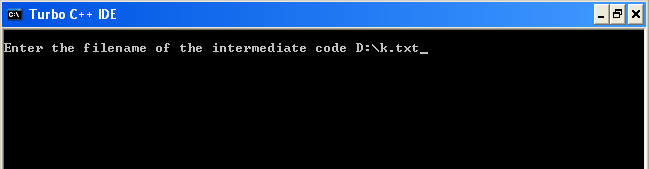 Turbo C++ IDE
Enter the filename of the intermediate code D:\k.txt_